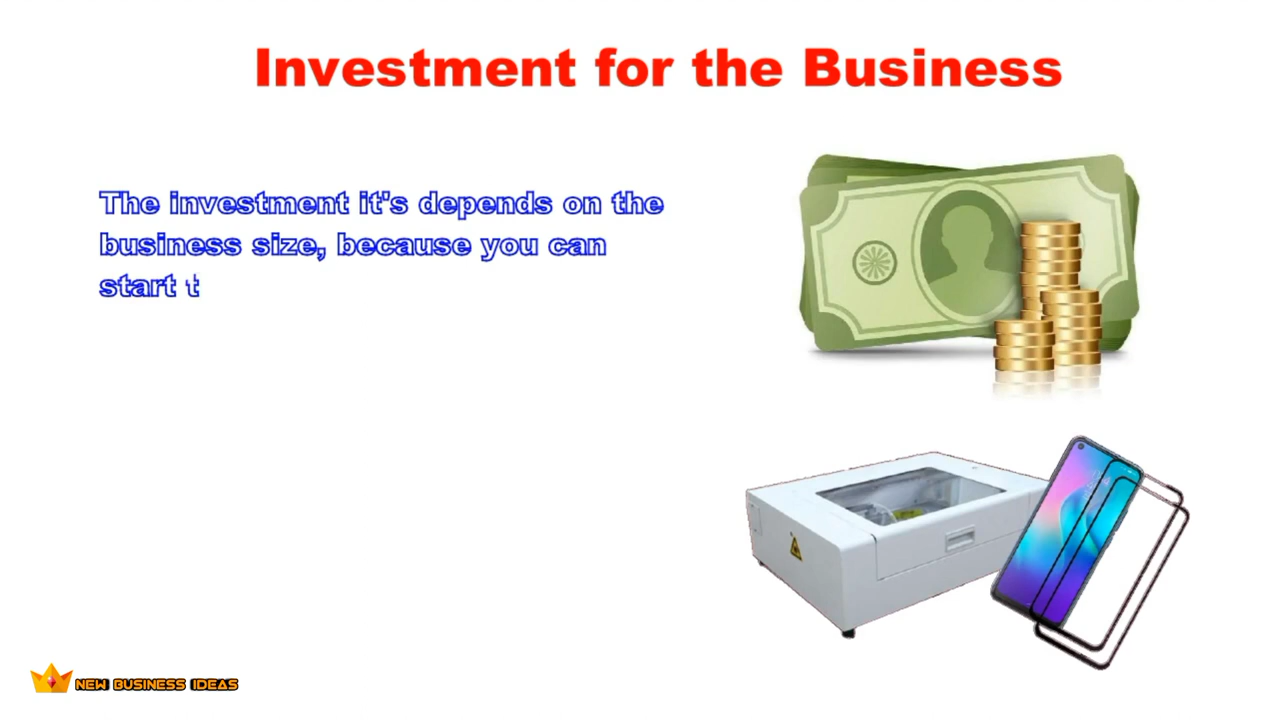 Investment for the Business
The investment it's depends on the
business size, because you can
start t
NEW BUSINESS IDEAS